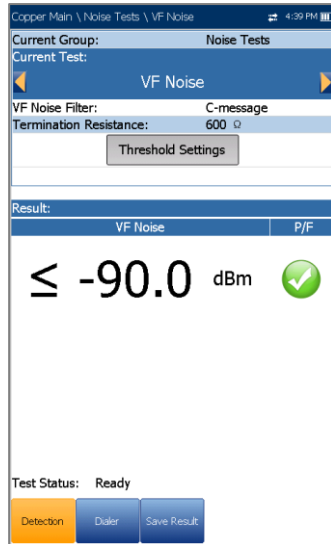 Copper Main \ Noise Tests \ VF Noise 4:39 PM
Current Group: Noise Tests
Current Test:
VF Noise
VF Noise Filter: C-message
Termination Resistance: 600 Ω
Threshold Settings
Result:
VF Noise P/F
≤ -90.0 dBm
Test Status: Ready
Detection Dialer Save Result